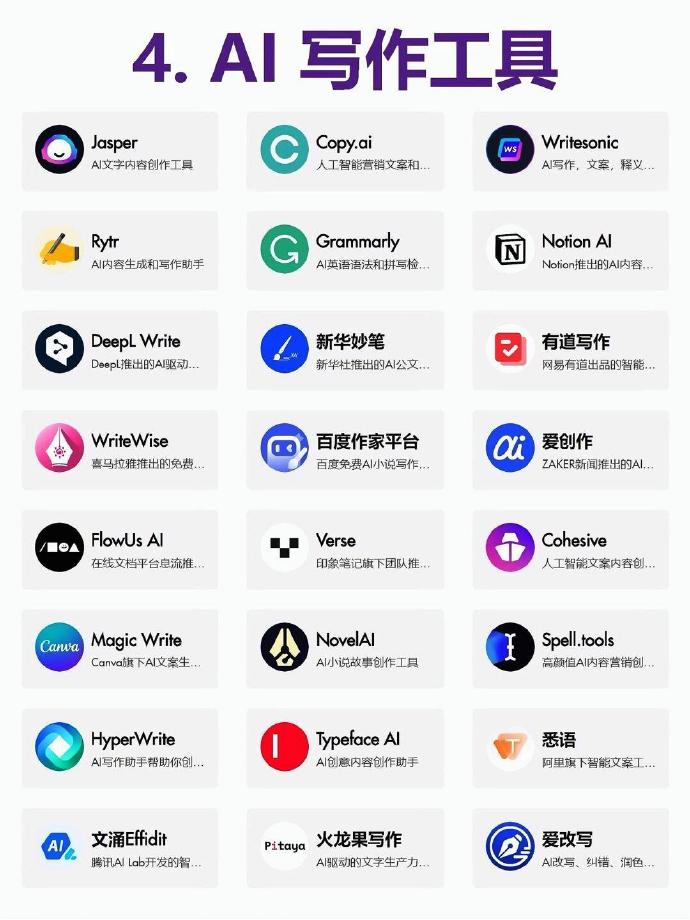 4. AI 写作工具
Jasper
AI文字内容创作工具
Copy.ai
人工智能营销文案和...
WS
Writesonic
AI写作，文案，释义...
Rytr
AI内容生成和写作助手
Grammarly
AI英语语法和拼写检...
Notion AI
Notion推出的AI内容...
DeepL Write
DeepL推出的AI驱动...
新华妙笔
新华社推出的AI公文...
有道写作
网易有道出品的智能...
WriteWise
喜马拉雅推出的免费...
百度作家平台
百度免费AI小说写作...
ai
爱创作
ZAKER新闻推出的AI...
FlowUs AI
在线文档平台息流推...
Verse
印象笔记旗下团队推...
Cohesive
人工智能文案内容创...
Canva
Magic Write
Canva旗下AI文案生...
NovelAI
AI小说故事创作工具
Spell.tools
高颜值AI内容营销创...
HyperWrite
AI写作助手帮助你创...
Typeface AI
AI创意内容创作助手
T
悉语
阿里旗下智能文案工...
AI
文涌Effidit
腾讯AI Lab开发的智...
Pitaya
火龙果写作
AI驱动的文字生产力...
爱改写
AI改写、纠错、润色...